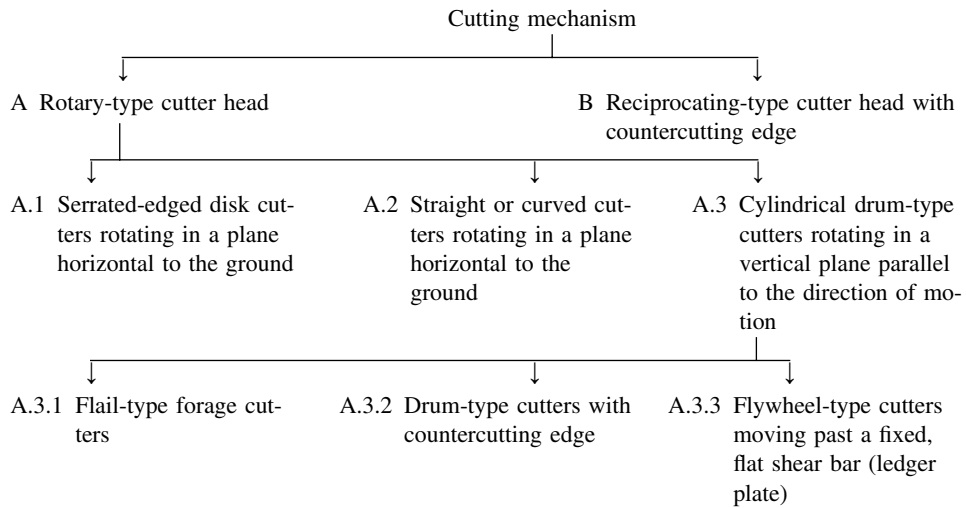 Cutting mechanism
A Rotary-type cutter head
B Reciprocating-type cutter head with
countercutting edge
A.1 Serrated-edged disk cut-
ters rotating in a plane
horizontal to the ground
A.2 Straight or curved cut-
ters rotating in a plane
horizontal to the
ground
A.3 Cylindrical drum-type
cutters rotating in a
vertical plane parallel
to the direction of mo-
tion
A.3.1 Flail-type forage cut-
ters
A.3.2 Drum-type cutters with
countercutting edge
A.3.3 Flywheel-type cutters
moving past a fixed,
flat shear bar (ledger
plate)